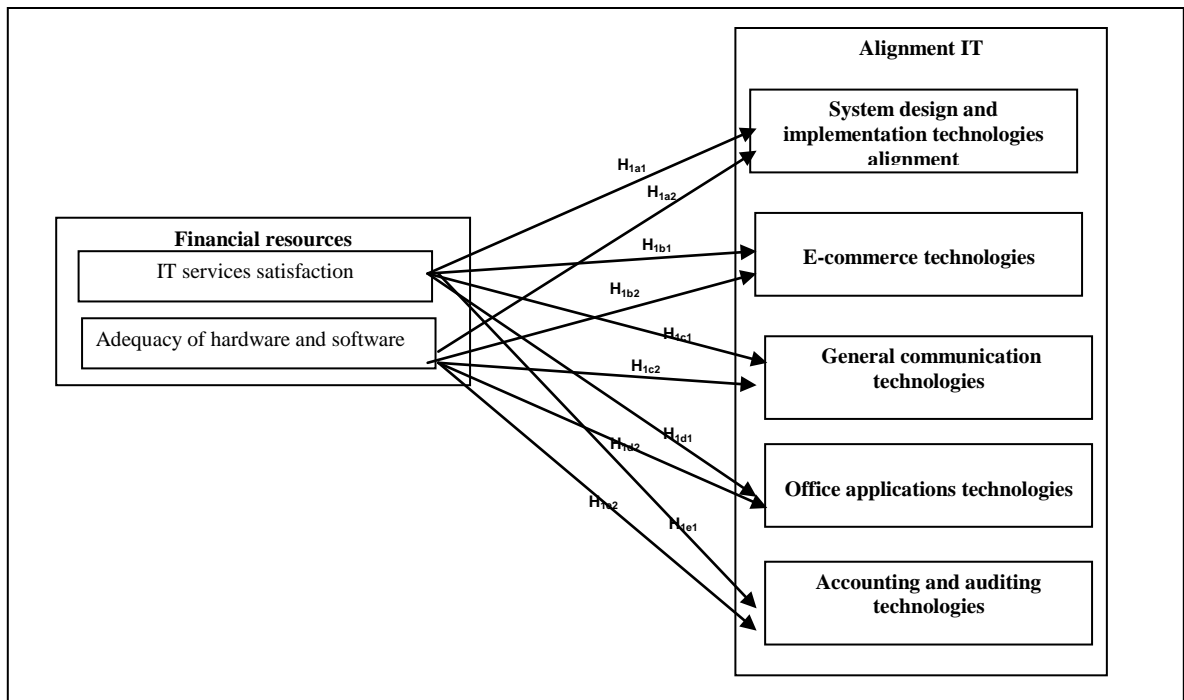 Alignment IT
System design and
implementation technologies
alignment
H1a1
H1a2
Financial resources
IT services satisfaction
H1b1
E-commerce technologies
H1b2
Adequacy of hardware and software
H1c1
General communication
technologies
H1c2
H1d1
H1d2
Office applications technologies
H1e2
H1e1
Accounting and auditing
technologies